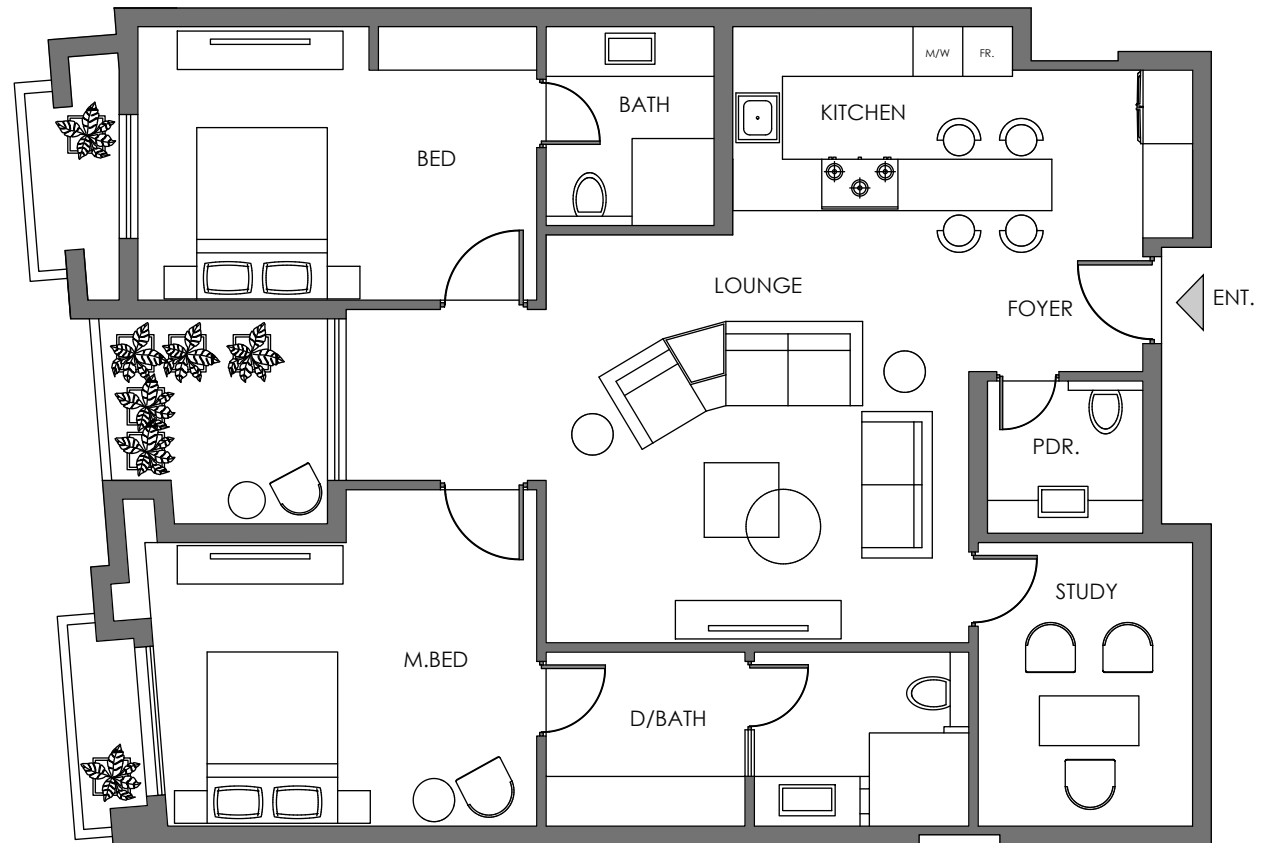 M/W
FR.
BATH
KITCHEN
BED
LOUNGE
FOYER
ENT.
PDR.
STUDY
M.BED
D/BATH